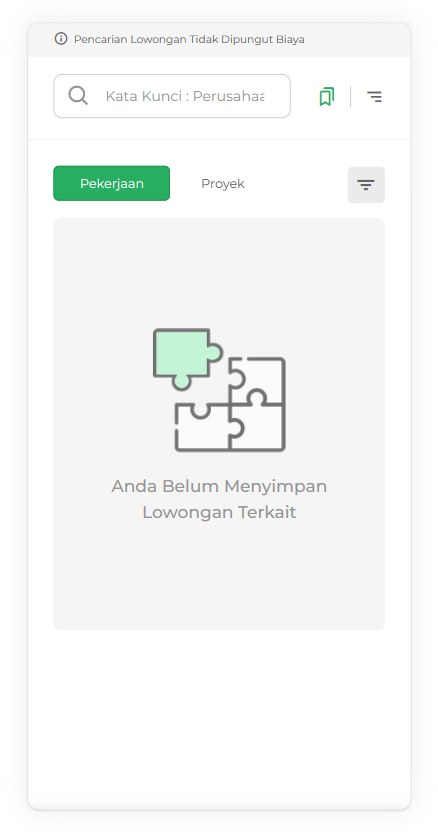 Pencarian Lowongan Tidak Dipungut Biaya
Kata Kunci : Perusahaa
Pekerjaan
Proyek
Anda Belum Menyimpan
Lowongan Terkait